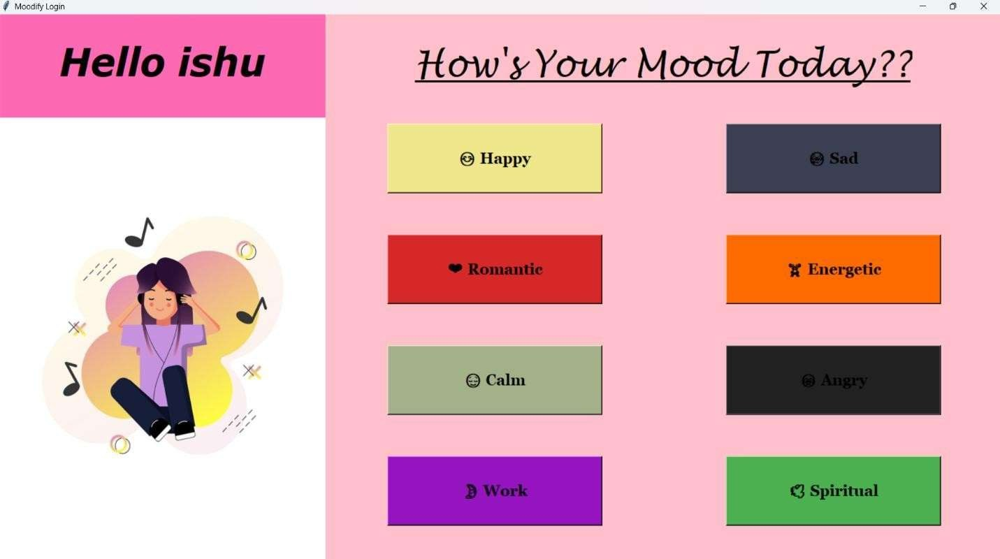 Moodify Login
Hello ishu
How's Your Mood Today??
Happy
Sad
Romantic
Energetic
Calm
Angry
Work
Spiritual